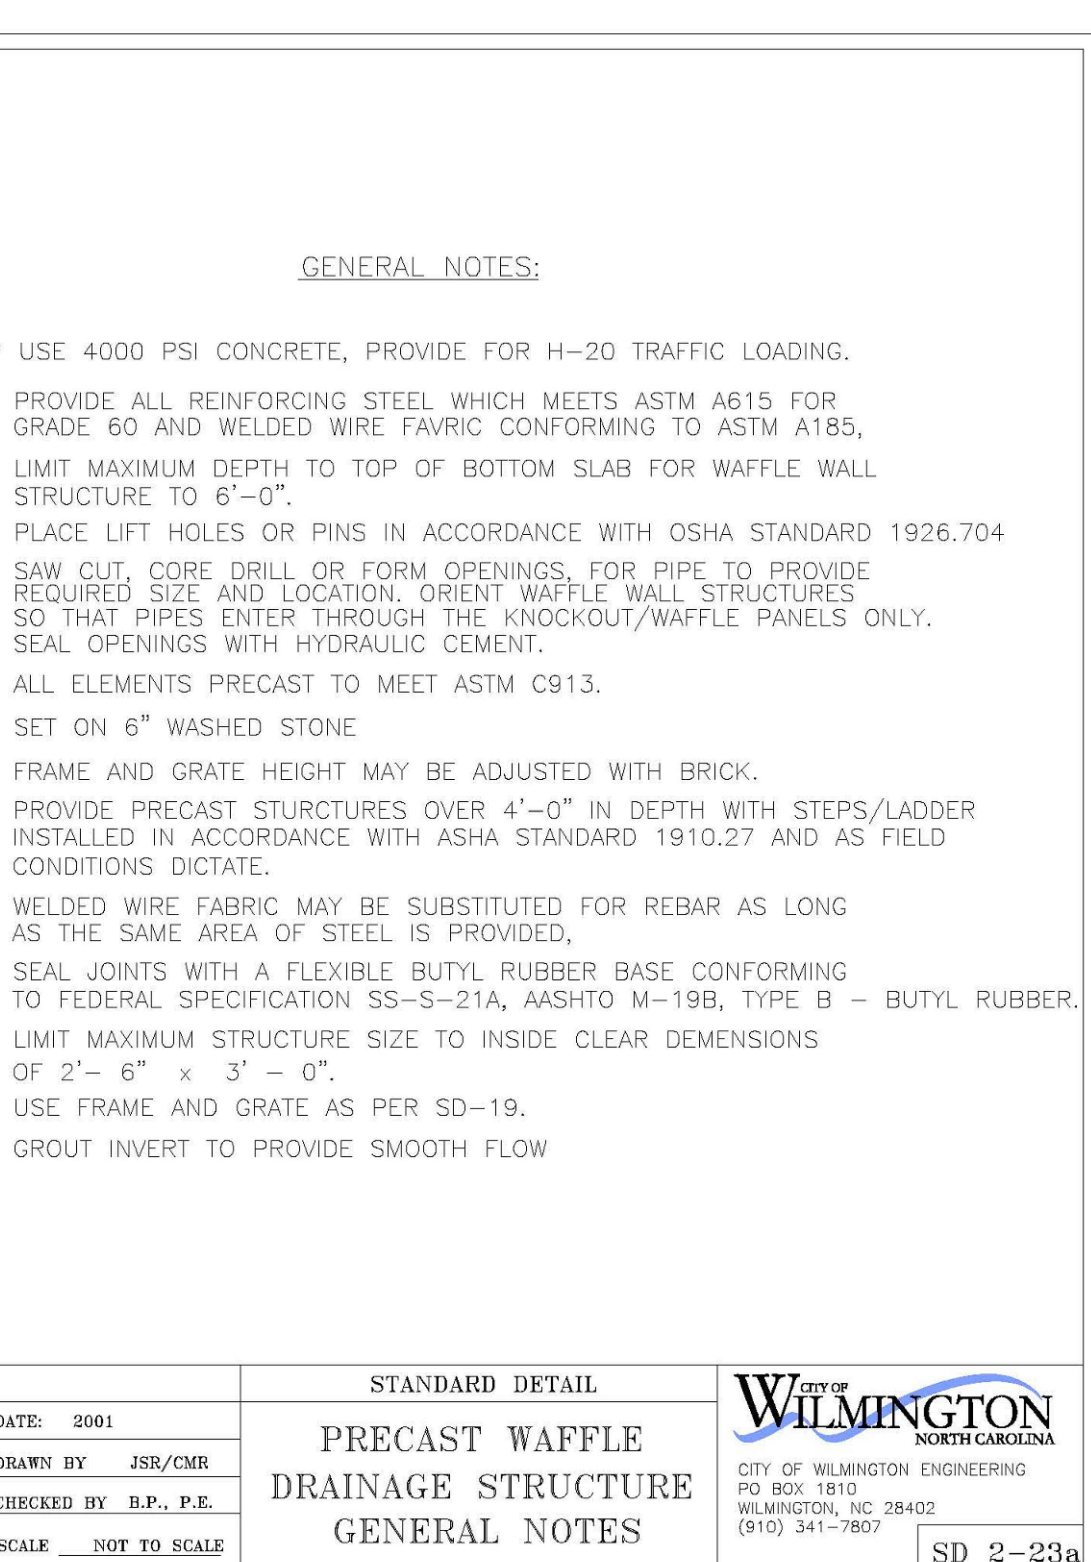 GENERAL NOTES:
USE 4000 PSI CONCRETE, PROVIDE FOR H-20 TRAFFIC LOADING.
PROVIDE ALL REINFORCING STEEL WHICH MEETS ASTM A615 FOR
GRADE 60 AND WELDED WIRE FAVRIC CONFORMING TO ASTM A185,
LIMIT MAXIMUM DEPTH TO TOP OF BOTTOM SLAB FOR WAFFLE WALL
STRUCTURE TO 6'-0".
PLACE LIFT HOLES OR PINS IN ACCORDANCE WITH OSHA STANDARD 1926.704
SAW CUT, CORE DRILL OR FORM OPENINGS, FOR PIPE TO PROVIDE
REQUIRED SIZE AND LOCATION. ORIENT WAFFLE WALL STRUCTURES
SO THAT PIPES ENTER THROUGH THE KNOCKOUT/WAFFLE PANELS ONLY.
SEAL OPENINGS WITH HYDRAULIC CEMENT.
ALL ELEMENTS PRECAST TO MEET ASTM C913.
SET ON 6" WASHED STONE
FRAME AND GRATE HEIGHT MAY BE ADJUSTED WITH BRICK.
PROVIDE PRECAST STURCTURES OVER 4'-0" IN DEPTH WITH STEPS/LADDER
INSTALLED IN ACCORDANCE WITH ASHA STANDARD 1910.27 AND AS FIELD
CONDITIONS DICTATE.
WELDED WIRE FABRIC MAY BE SUBSTITUTED FOR REBAR AS LONG
AS THE SAME AREA OF STEEL IS PROVIDED,
SEAL JOINTS WITH A FLEXIBLE BUTYL RUBBER BASE CONFORMING
TO FEDERAL SPECIFICATION SS-S-21A, AASHTO M-19B, TYPE B - BUTYL RUBBER.
LIMIT MAXIMUM STRUCTURE SIZE TO INSIDE CLEAR DEMENSIONS
OF 2'- 6" x 3' - 0".
USE FRAME AND GRATE AS PER SD-19.
GROUT INVERT TO PROVIDE SMOOTH FLOW
DATE: 2001
DRAWN BY JSR/CMR
CHECKED BY B.P., P.E.
SCALE NOT TO SCALE
STANDARD DETAIL
PRECAST WAFFLE
DRAINAGE STRUCTURE
GENERAL NOTES
CITY OF
WILMINGTON
NORTH CAROLINA
CITY OF WILMINGTON ENGINEERING
PO BOX 1810
WILMINGTON, NC 28402
(910) 341-7807
SD 2-23a